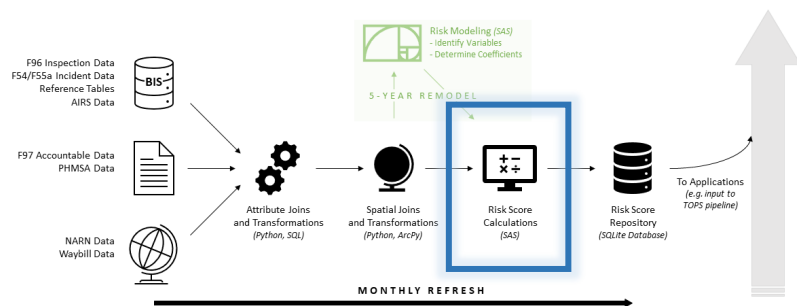 Risk Modeling (SAS)
- Identify Variables
- Determine Coefficients
5-YEAR REMODEL
F96 Inspection Data
F54/F55a Incident Data
Reference Tables
AIRS Data
BIS
F97 Accountable Data
PHMSA Data
NARN Data
Waybill Data
Attribute Joins
and Transformations
(Python, SQL)
Spatial Joins
and Transformations
(Python, ArcPy)
Risk Score
Calculations
(SAS)
Risk Score
Repository
(SQLite Database)
To Applications
(e.g. input to
TOPS pipeline)
MONTHLY REFRESH